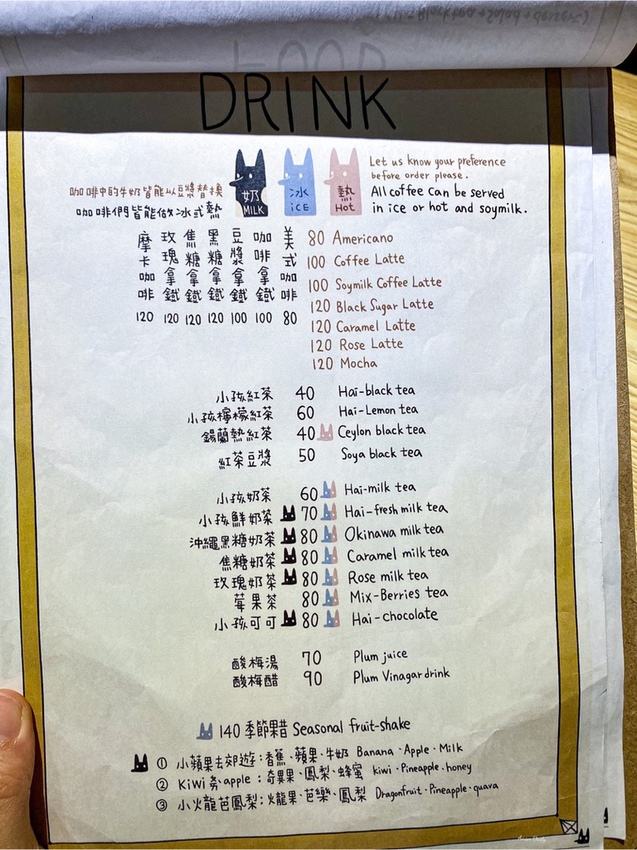 DRINK
奶 MILK
冰 iCE
熱 Hot
Let us know your preference
before order please.
All coffee can be served
in ice or hot and soymilk.
咖啡中的牛奶皆能以豆漿替換
咖啡們皆能做冰或熱
摩卡咖啡 120
玫瑰拿鐵 120
焦糖拿鐵 120
黑糖拿鐵 120
豆漿拿鐵 100
咖啡拿鐵 100
美式咖啡 80
80 Americano
100 Coffee Latte
100 Soymilk Coffee Latte
120 Black Sugar Latte
120 Caramel Latte
120 Rose Latte
120 Mocha
小孩紅茶 40 Hai-black tea
小孩檸檬紅茶 60 Hai-Lemon tea
錫蘭熱紅茶 40 Ceylon black tea
紅茶豆漿 50 Soya black tea
小孩奶茶 60 Hai-milk tea
小孩鮮奶茶 70 Hai-fresh milk tea
沖繩黑糖奶茶 80 Okinawa milk tea
焦糖奶茶 80 Caramel milk tea
玫瑰奶茶 80 Rose milk tea
莓果茶 80 Mix-Berries tea
小孩可可 80 Hai-chocolate
酸梅湯 70 Plum juice
酸梅醋 90 Plum Vinagar drink
140 季節果昔 Seasonal fruit-shake
① 小蘋果去郊遊:香蕉·蘋果·牛奶 Banana·Apple·Milk
② KiWi 務·apple:奇異果·鳳梨·蜂蜜 kiwi·Pineapple·honey
③ 小火龍芭鳳梨:火龍果·芭樂·鳳梨 Dragonfruit·Pineapple·guava